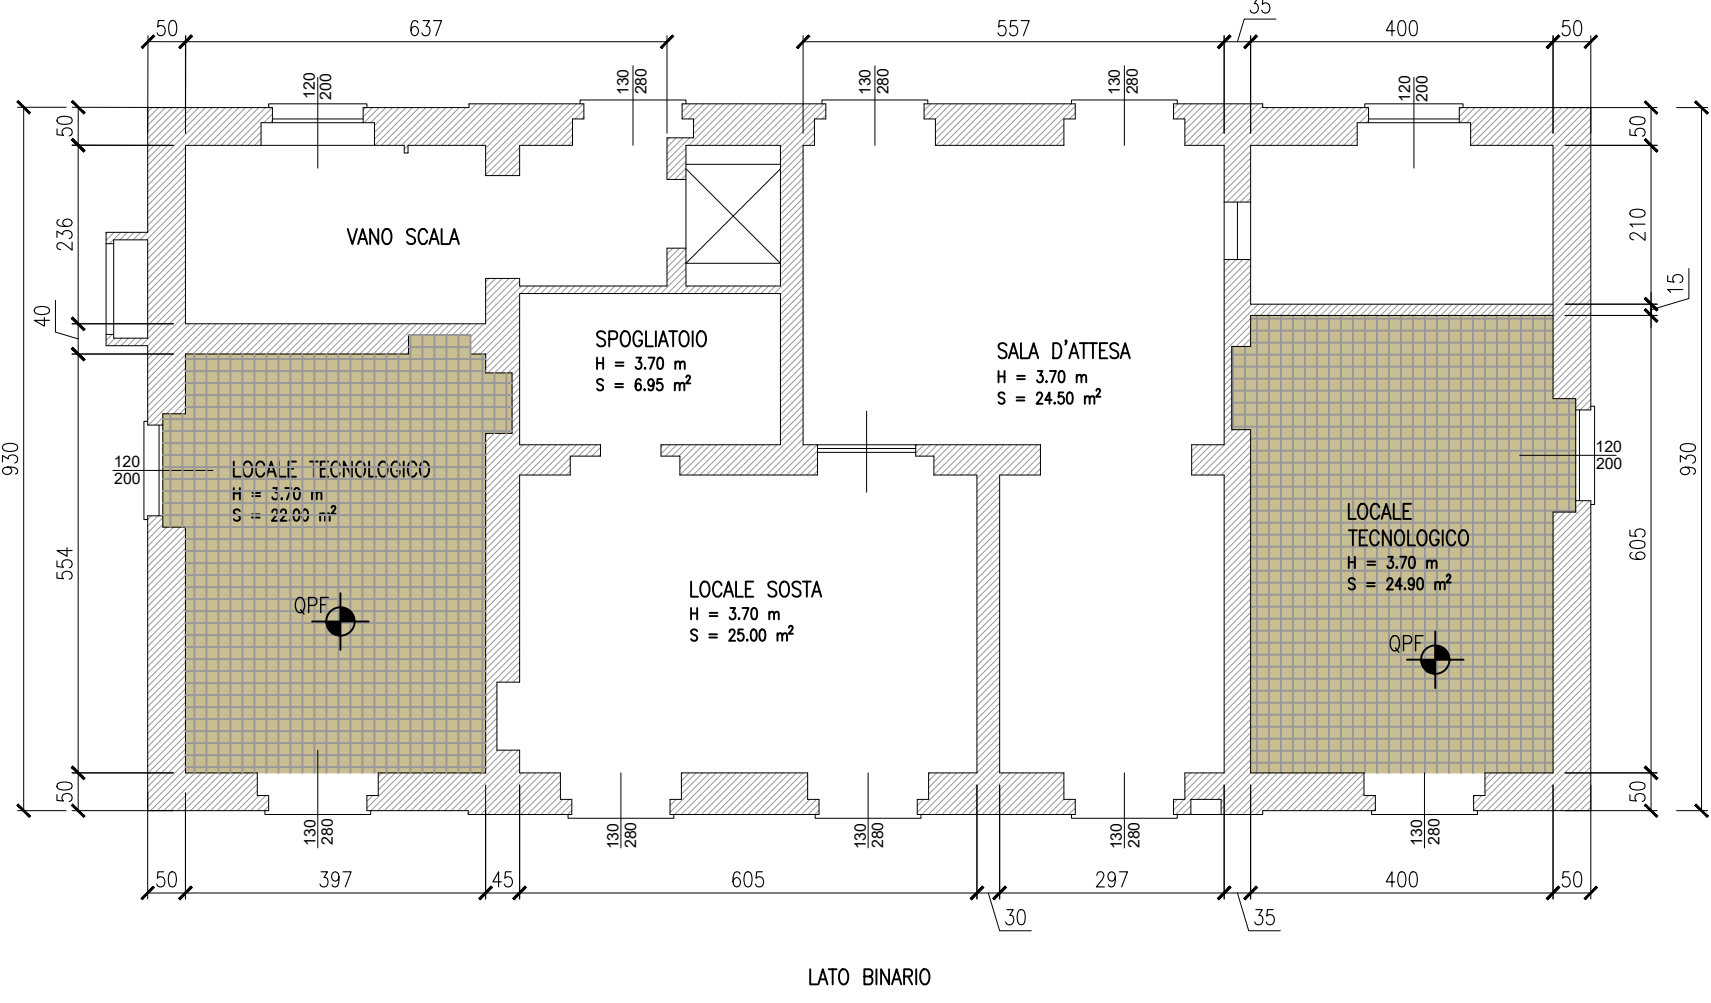 35
50
637
557
400
50
120
200
130
280
130
280
130
280
120
200
50
50
236
210
VANO SCALA
15
40
SPOGLIATOIO
H = 3.70 m
S = 6.95 m²
SALA D'ATTESA
H = 3.70 m
S = 24.50 m²
930
930
120
200
LOCALE TECNOLOGICO
H = 3.70 m
S = 22.00 m²
120
200
LOCALE
TECNOLOGICO
H = 3.70 m
S = 24.90 m²
554
605
LOCALE SOSTA
H = 3.70 m
S = 25.00 m²
QPF
QPF
50
50
130
280
130
280
130
280
130
280
130
280
50
397
45
605
297
400
50
30
35
LATO BINARIO